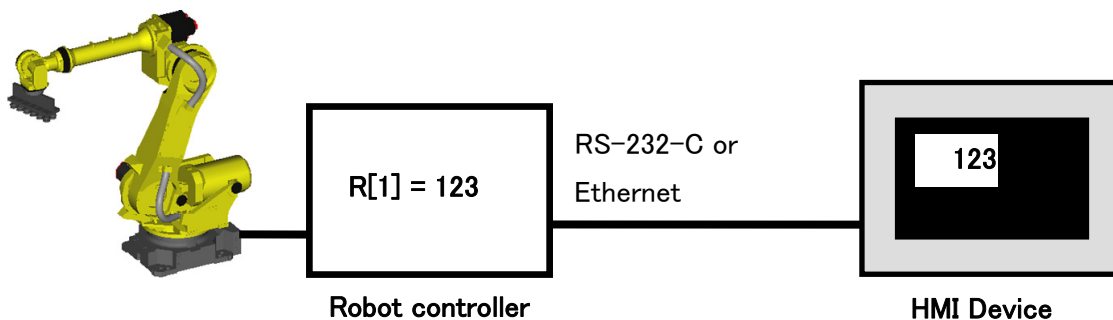 R[1] = 123
RS-232-C or
Ethernet
123
Robot controller
HMI Device